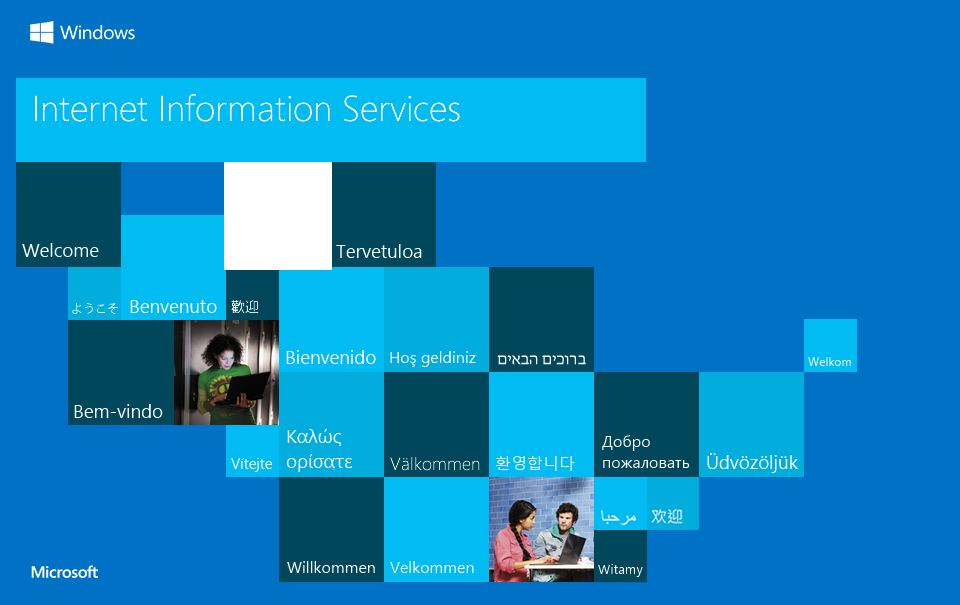 Windows
Internet Information Services
Welcome
Tervetuloa
ようこそ
Benvenuto
歡迎
Bienvenido
Hoş geldiniz
ברוכים הבאים
Welkom
Bem-vindo
Vítejte
Καλώς
ορίσατε
Välkommen
환영합니다
Добро
пожаловать
Üdvözöljük
Willkommen
Velkommen
مرحبا
欢迎
Witamy
Microsoft